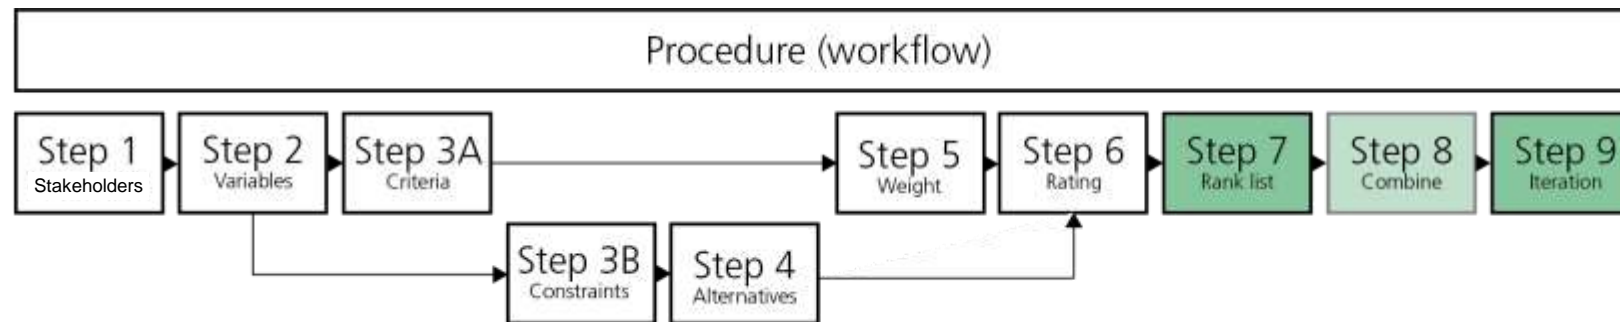 Procedure (workflow)
Step 1
Stakeholders
Step 2
Variables
Step 3A
Criteria
Step 5
Weight
Step 6
Rating
Step 7
Rank list
Step 8
Combine
Step 9
Iteration
Step 3B
Constraints
Step 4
Alternatives